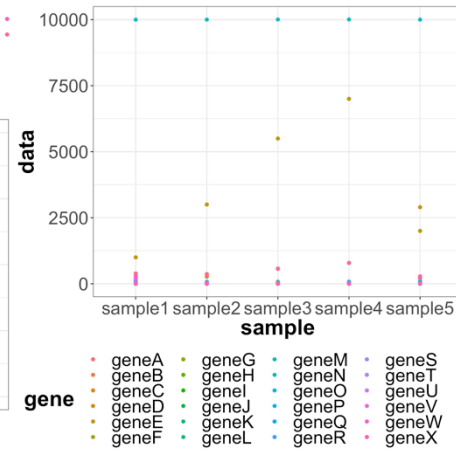 10000
7500
5000
2500
0
data
sample1 sample2 sample3 sample4 sample5
sample
gene
geneA geneG geneM geneS
geneB geneH geneN geneT
geneC geneI geneO geneU
geneD geneJ geneP geneV
geneE geneK geneQ geneW
geneF geneL geneR geneX